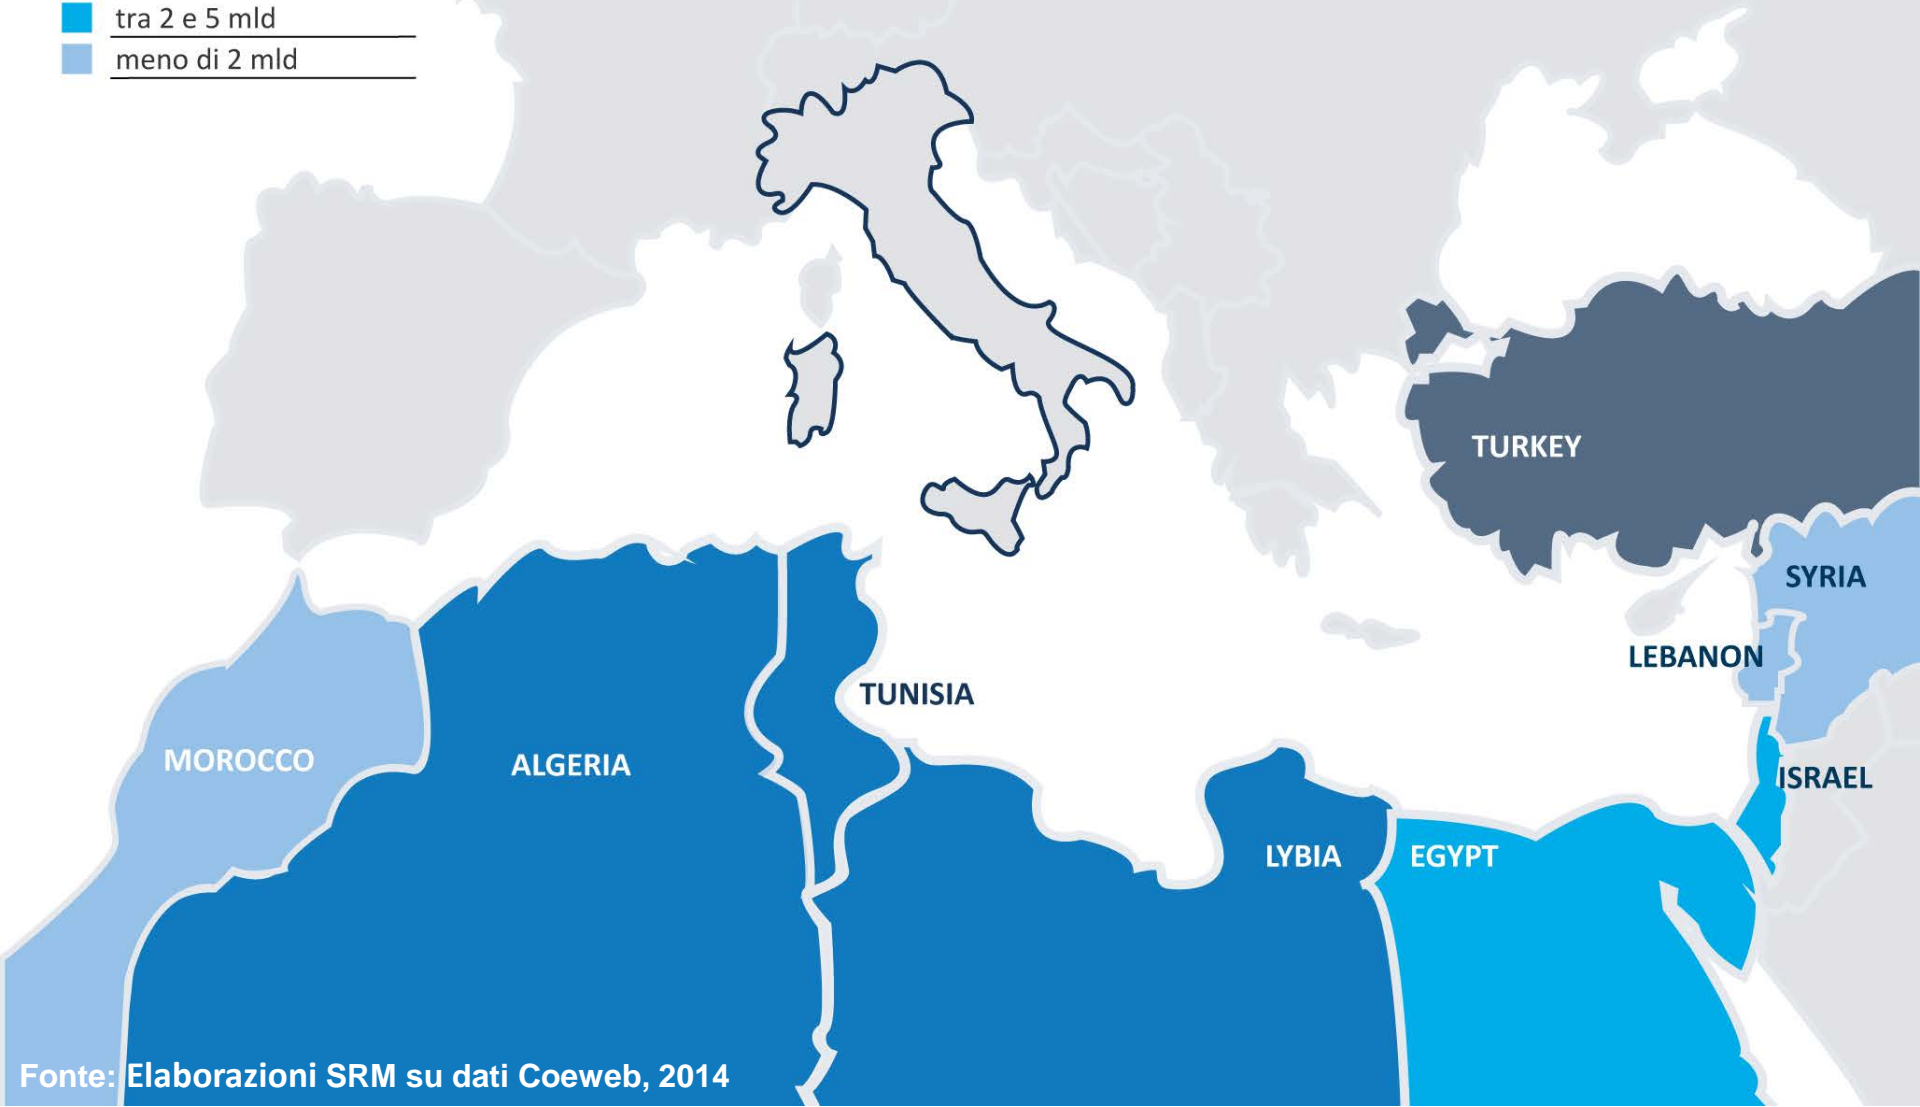 tra 2 e 5 mld
meno di 2 mld
TURKEY
SYRIA
LEBANON
TUNISIA
MOROCCO
ALGERIA
ISRAEL
LYBIA
EGYPT
Fonte: Elaborazioni SRM su dati Coeweb, 2014